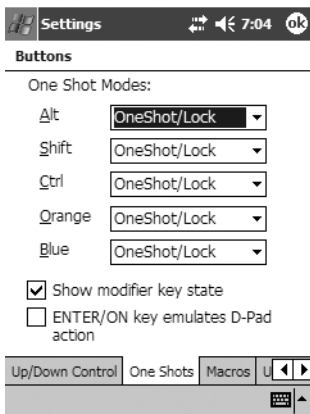 Settings 7:04 ok
Buttons
One Shot Modes:
Alt OneShot/Lock
Shift OneShot/Lock
Ctrl OneShot/Lock
Orange OneShot/Lock
Blue OneShot/Lock
Show modifier key state
ENTER/ON key emulates D-Pad
action
Up/Down Control One Shots Macros U